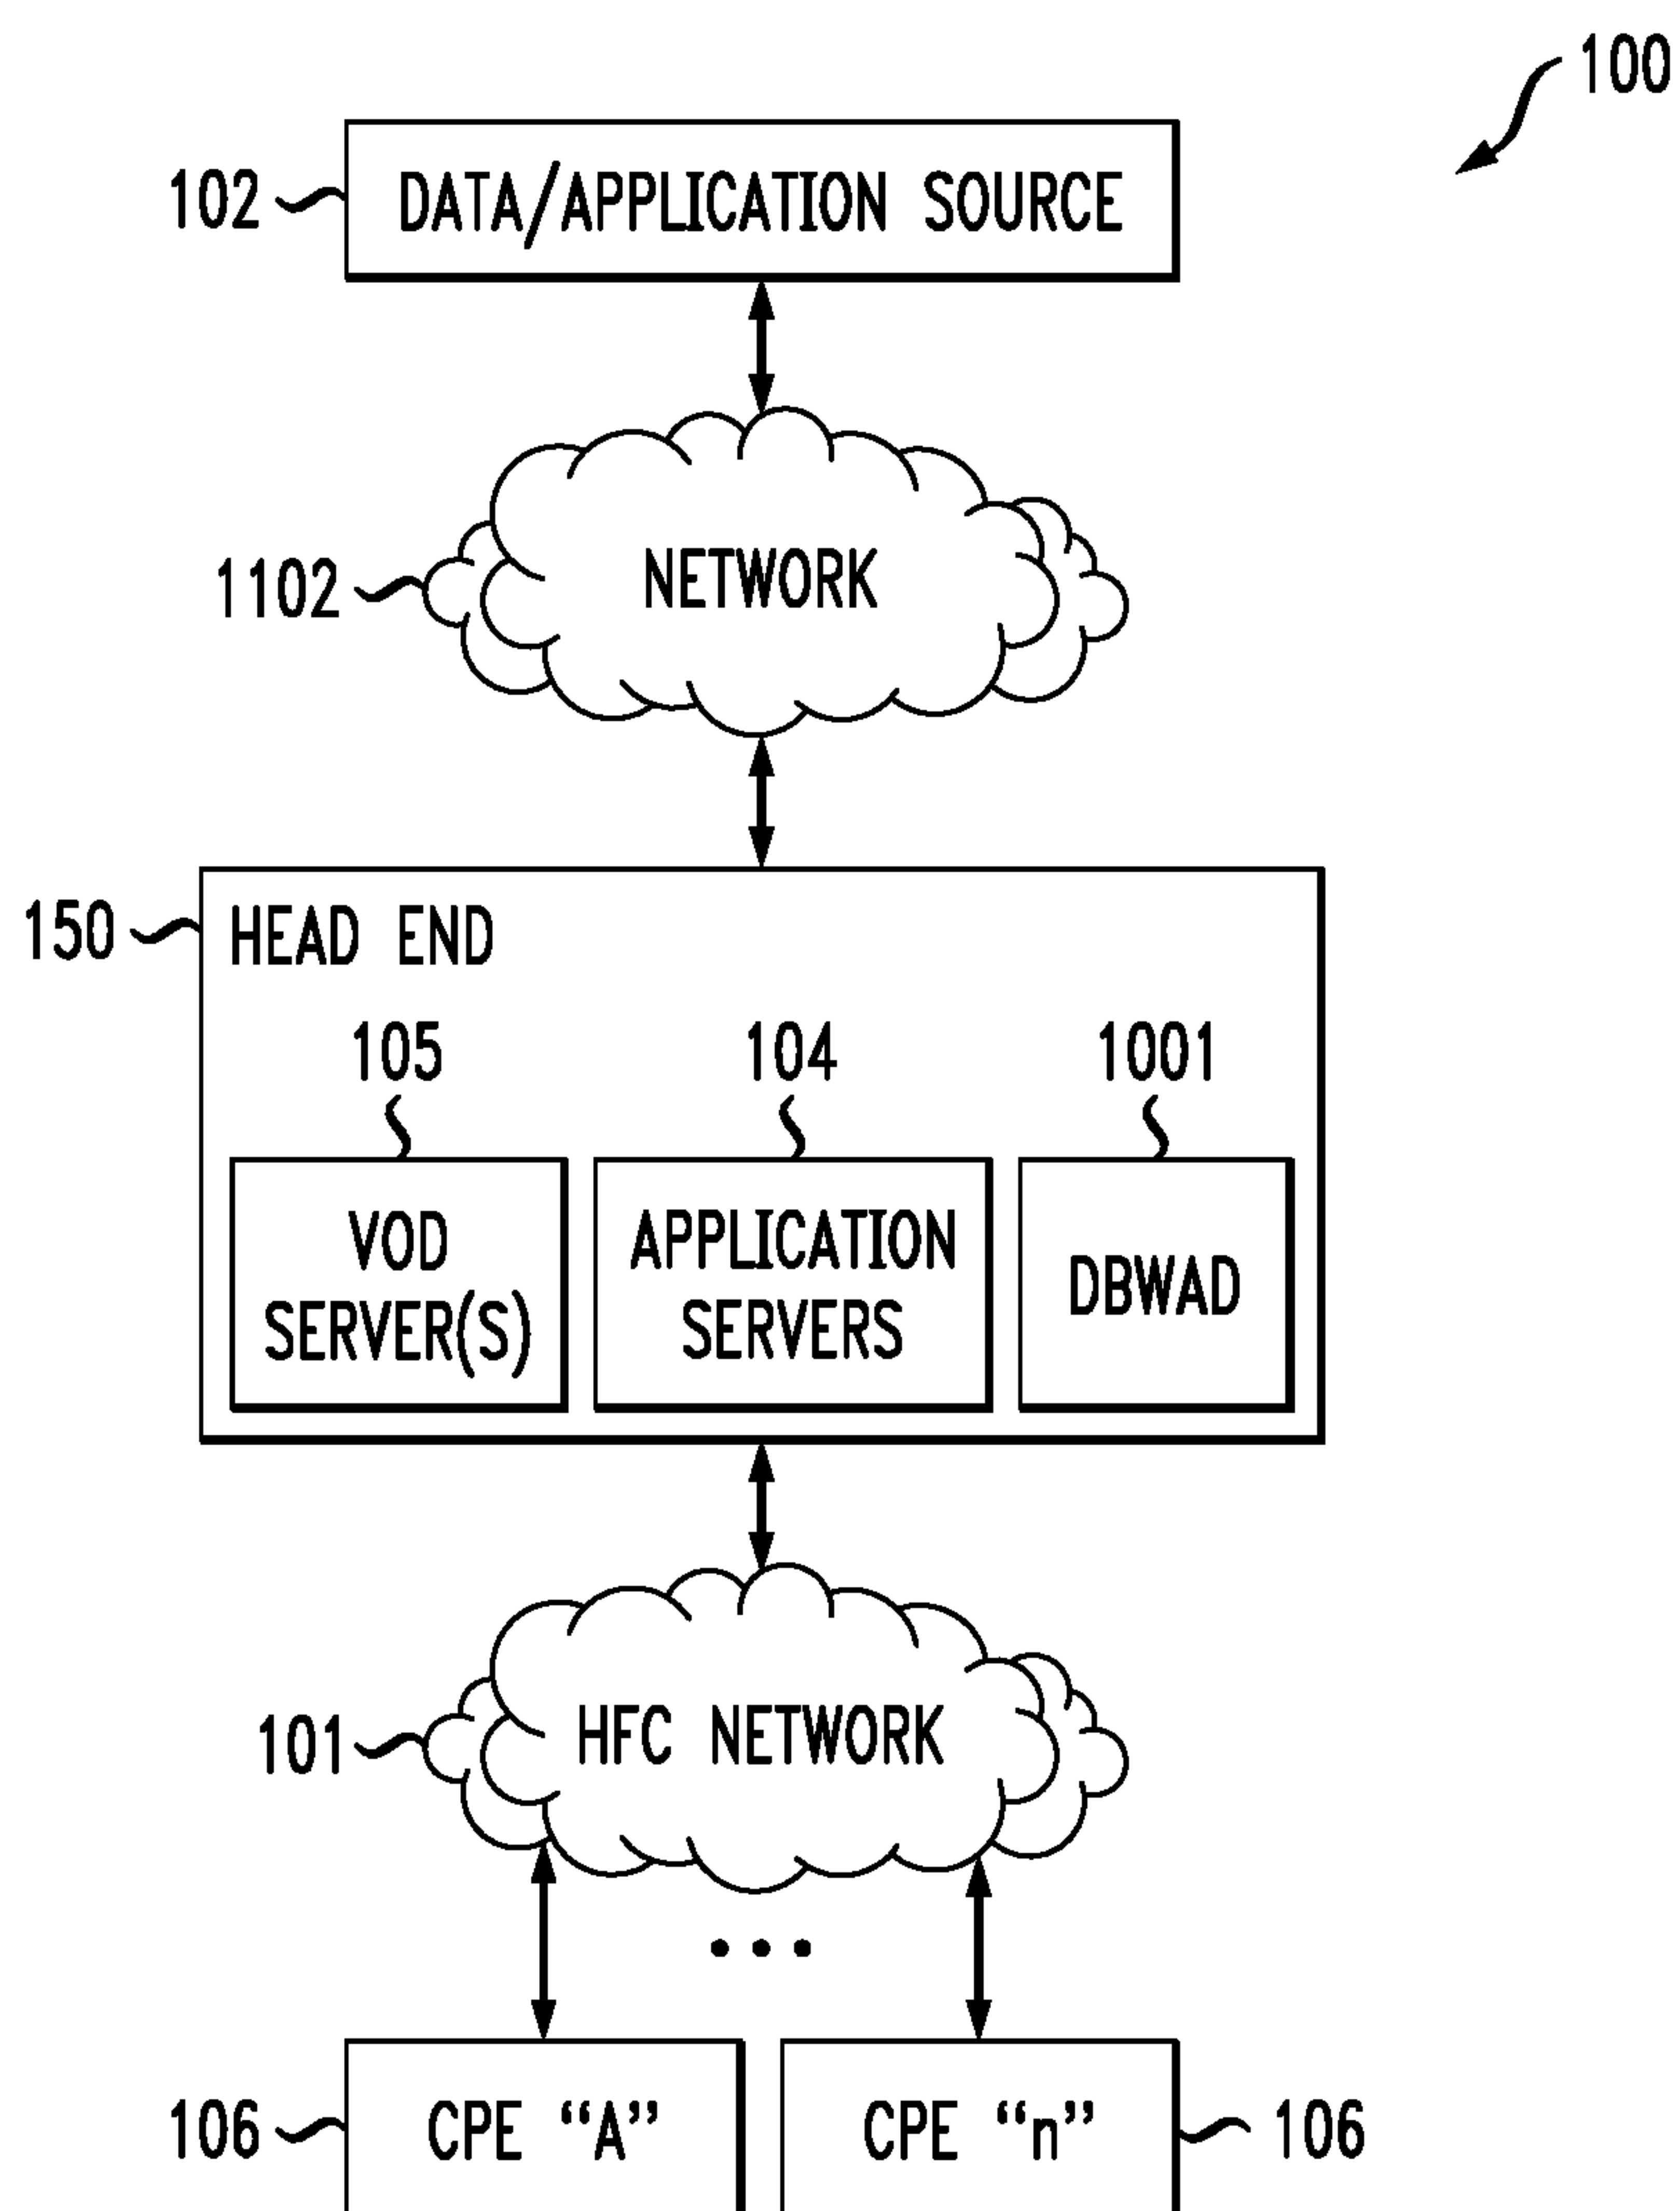 100
102 DATA/APPLICATION SOURCE
1102 NETWORK
150 HEAD END
105 104 1001
VOD
SERVER(S)
APPLICATION
SERVERS
DBWAD
101 HFC NETWORK
106 CPE “A” CPE “n” 106